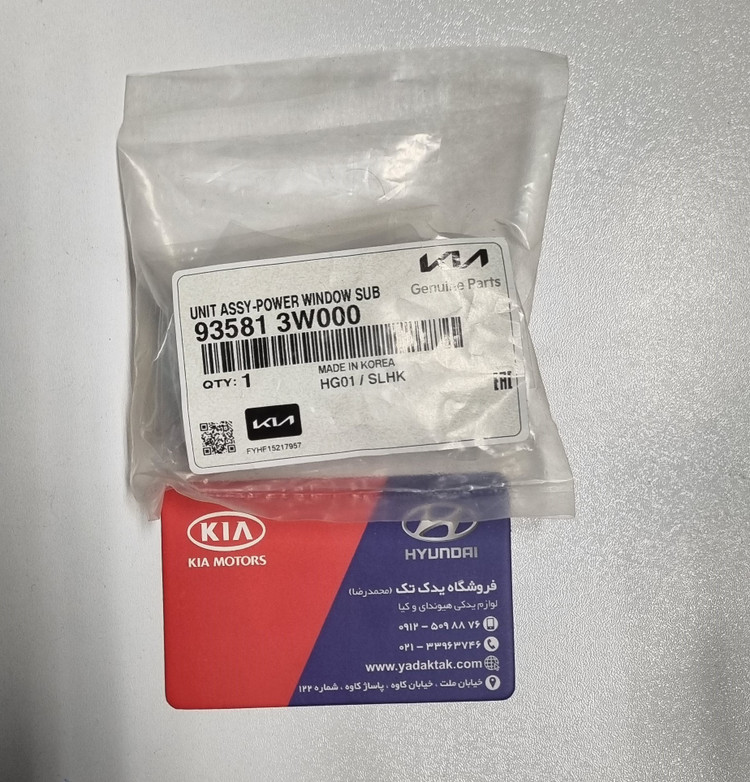 KIA
Genuine Parts
UNIT ASSY-POWER WINDOW SUB
93581 3W000
MADE IN KOREA
QTY: 1
HG01 / SLHK
EAC
KIA
FYHF15217957
KIA
KIA MOTORS
HYUNDAI
فروشگاه یدک تک (محمدرضا)
لوازم یدکی هیوندای و کیا
۰۹۱۲ – ۵۰۹ ۸۸ ۷۶
۰۲۱ – ۳۳۹۶۳۷۴۶
www.yadaktak.com
خیابان ملت ، خیابان کاوه ، پاساژ کاوه ، شماره ۱۲۲